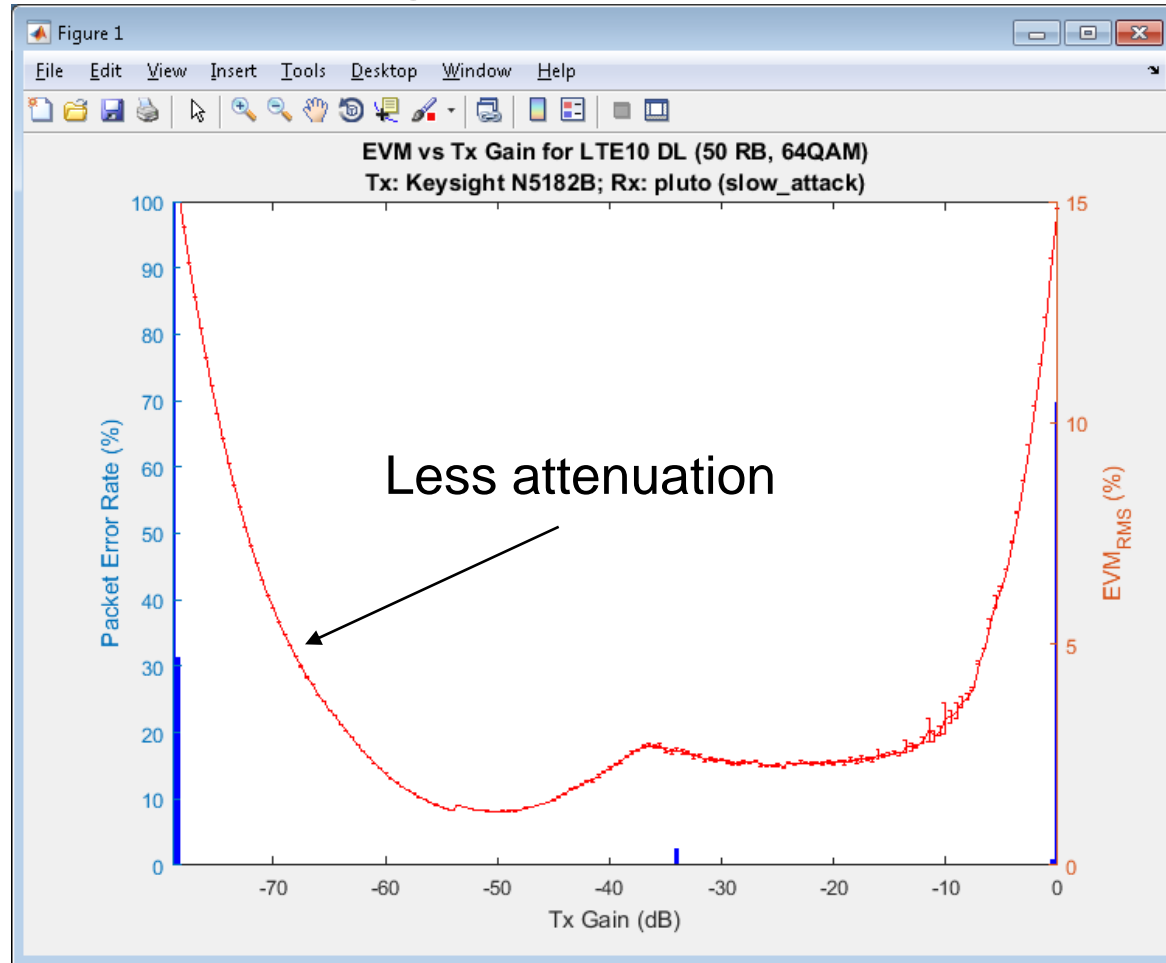 Figure 1
File Edit View Insert Tools Desktop Window Help
EVM vs Tx Gain for LTE10 DL (50 RB, 64QAM)
Tx: Keysight N5182B; Rx: pluto (slow_attack)
100
90
80
70
60
50
40
30
20
10
0
Packet Error Rate (%)
Less attenuation
15
10
5
0
EVM_RMS (%)
-70 -60 -50 -40 -30 -20 -10 0
Tx Gain (dB)